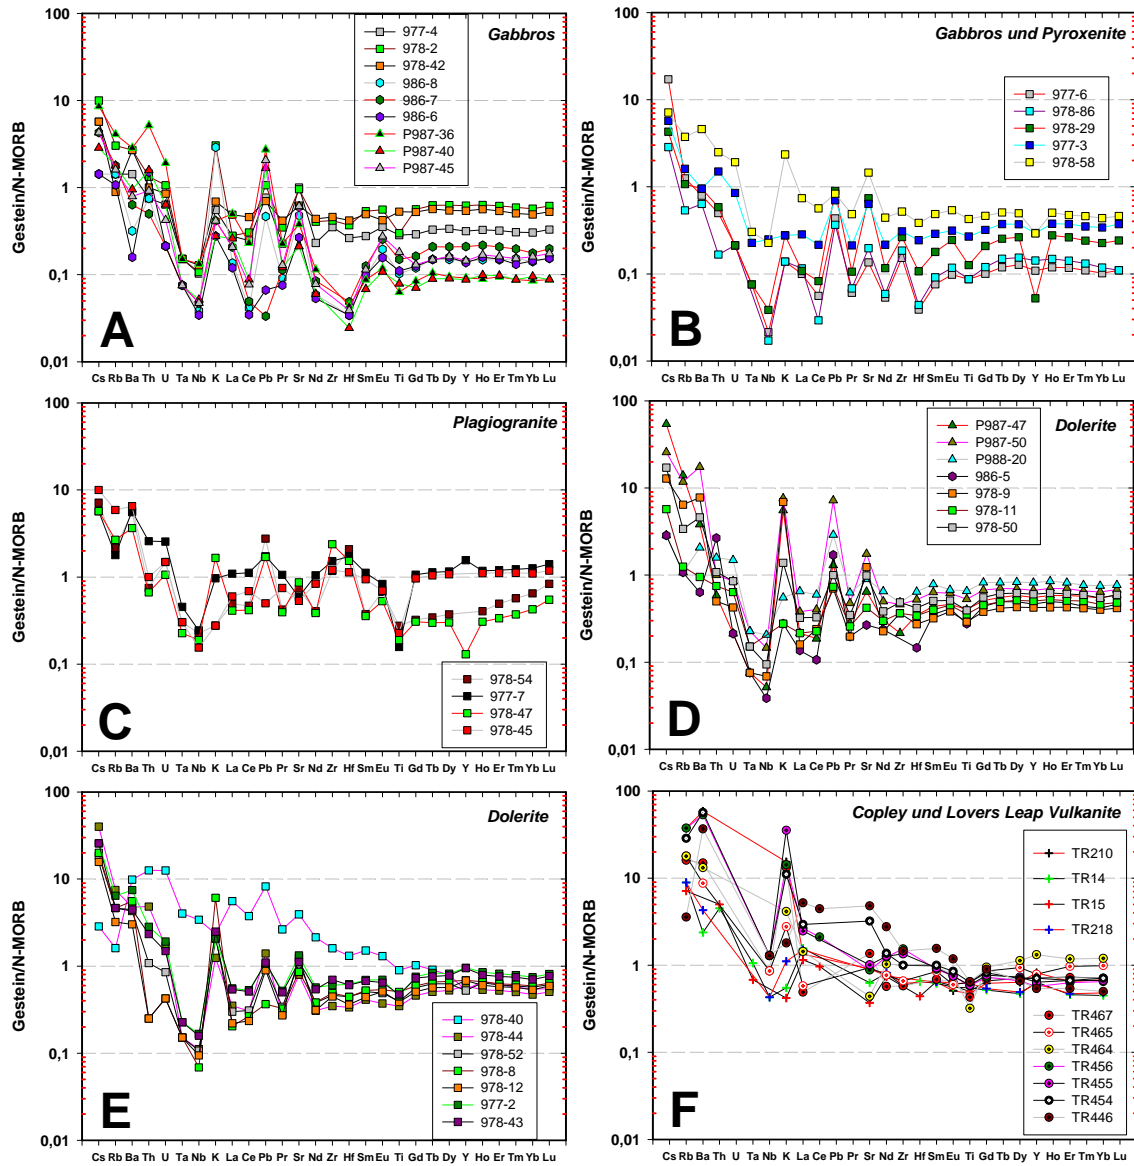 Gabbros
977-4
978-2
978-42
986-8
986-7
986-6
P987-36
P987-40
P987-45
A
Gestein/N-MORB
100
10
1
0,1
0,01
Cs Rb Ba Th U Ta Nb K La Ce Pb Pr Sr Nd Zr Hf Sm Eu Ti Gd Tb Dy Y Ho Er Tm Yb Lu
Gabbros und Pyroxenite
977-6
978-86
978-29
977-3
978-58
B
Gestein/N-MORB
100
10
1
0,1
0,01
Cs Rb Ba Th U Ta Nb K La Ce Pb Pr Sr Nd Zr Hf Sm Eu Ti Gd Tb Dy Y Ho Er Tm Yb Lu
Plagiogranite
978-54
977-7
978-47
978-45
C
Gestein/N-MORB
100
10
1
0,1
0,01
Cs Rb Ba Th U Ta Nb K La Ce Pb Pr Sr Nd Zr Hf Sm Eu Ti Gd Tb Dy Y Ho Er Tm Yb Lu
Dolerite
P987-47
P987-50
P988-20
986-5
978-9
978-11
978-50
D
Gestein/N-MORB
100
10
1
0,1
0,01
Cs Rb Ba Th U Ta Nb K La Ce Pb Pr Sr Nd Zr Hf Sm Eu Ti Gd Tb Dy Y Ho Er Tm Yb Lu
Dolerite
978-40
978-44
978-52
978-8
978-12
977-2
978-43
E
Gestein/N-MORB
100
10
1
0,1
0,01
Cs Rb Ba Th U Ta Nb K La Ce Pb Pr Sr Nd Zr Hf Sm Eu Ti Gd Tb Dy Y Ho Er Tm Yb Lu
Copley und Lovers Leap Vulkanite
TR210
TR14
TR15
TR218
TR467
TR465
TR464
TR456
TR455
TR454
TR446
F
Gestein/N-MORB
100
10
1
0,1
0,01
Cs Rb Ba Th U Ta Nb K La Ce Pb Pr Sr Nd Zr Hf Sm Eu Ti Gd Tb Dy Y Ho Er Tm Yb Lu